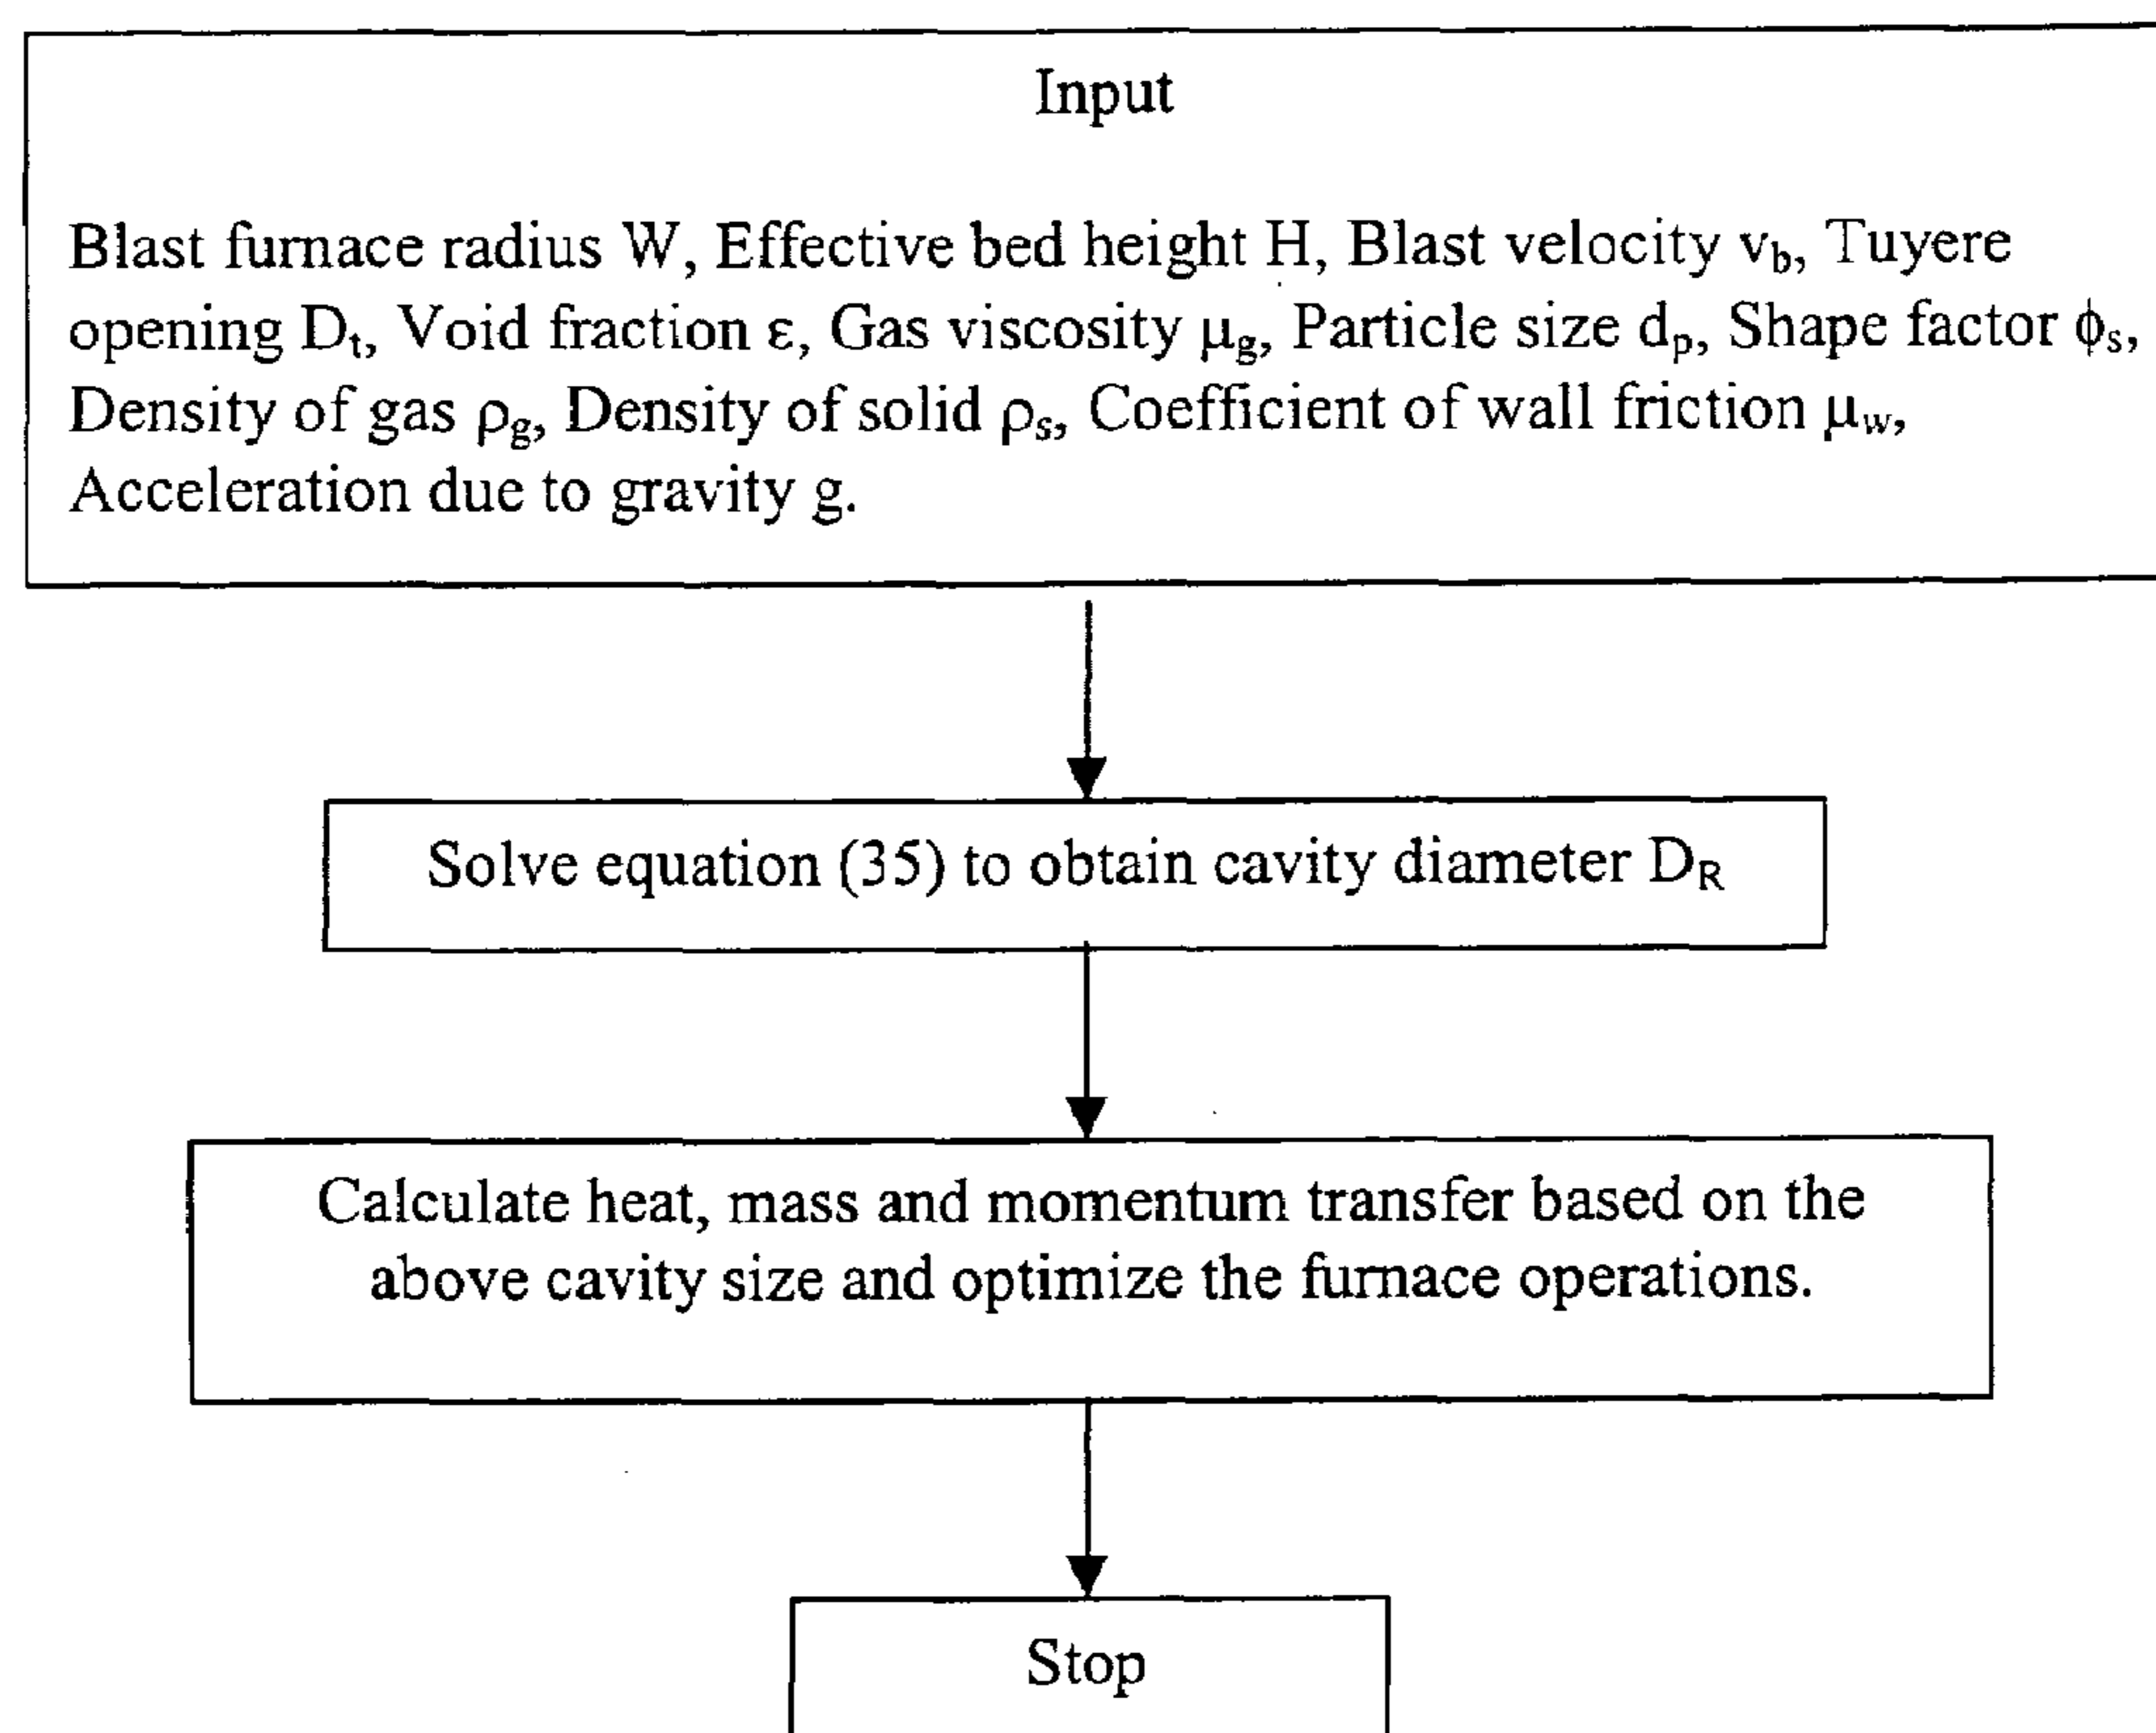 Input
Blast furnace radius W, Effective bed height H, Blast velocity v_b, Tuyere
opening D_t, Void fraction ε, Gas viscosity μ_g, Particle size d_p, Shape factor ϕ_s,
Density of gas ρ_g, Density of solid ρ_s, Coefficient of wall friction μ_w,
Acceleration due to gravity g.
Solve equation (35) to obtain cavity diameter D_R
Calculate heat, mass and momentum transfer based on the
above cavity size and optimize the furnace operations.
Stop